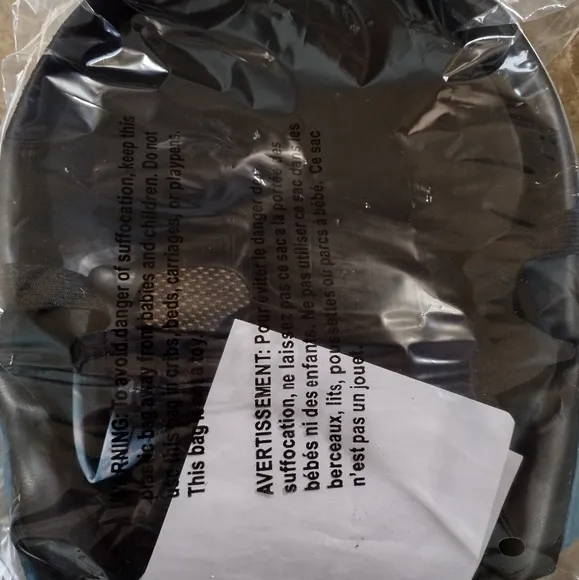 WARNING: To avoid danger of suffocation, keep this
plastic bag away from babies and children. Do not
use this bag in cribs, beds, carriages, or playpens.
This bag is not a toy.
AVERTISSEMENT: Pour éviter le danger de
suffocation, ne laissez pas ce sac à la portée des
bébés ni des enfants. Ne pas utiliser ce sac dans les
berceaux, lits, poussettes ou parcs à bébé. Ce sac
n'est pas un jouet.